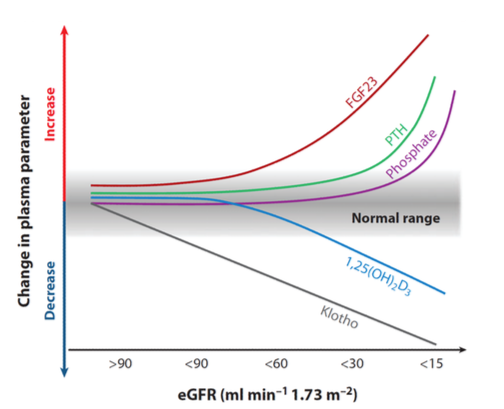 Change in plasma parameter
Increase
Decrease
FGF23
PTH
Phosphate
Normal range
1,25(OH)₂D₃
Klotho
>90
<90
<60
<30
<15
eGFR (ml min⁻¹ 1.73 m⁻²)